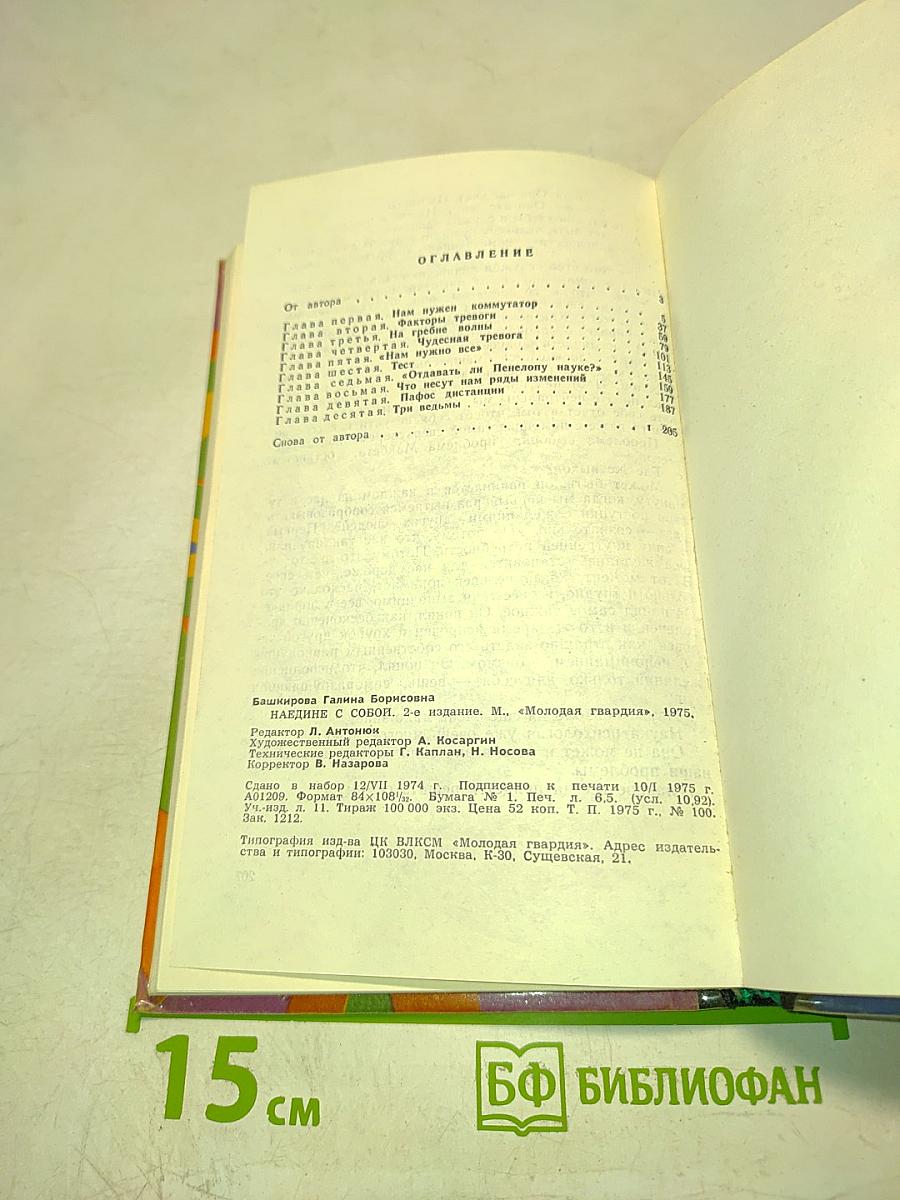 ОГЛАВЛЕНИЕ
От автора . . . . . . . . . . . . . . . . . . 3
Глава первая. Нам нужен коммутатор . . . . . . 5
Глава вторая. Факторы тревоги . . . . . . . . 37
Глава третья. На гребне волны . . . . . . . . 59
Глава четвертая. Чудесная тревога . . . . . . 79
Глава пятая. «Нам нужно все» . . . . . . . . 101
Глава шестая. Тест . . . . . . . . . . . . . 113
Глава седьмая. «Отдавать ли Пенелопу науке?» . . 145
Глава восьмая. Что несут нам ряды изменений . . . 159
Глава девятая. Пафос дистанции . . . . . . . 177
Глава десятая. Три ведьмы . . . . . . . . . . 187
Снова от автора . . . . . . . . . . . . . . . 205
Башкирова Галина Борисовна
НАЕДИНЕ С СОБОЙ. 2-е издание. М., «Молодая гвардия», 1975.
Редактор Л. Антонюк
Художественный редактор А. Косаргин
Технические редакторы Г. Каплан, Н. Носова
Корректор В. Назарова
Сдано в набор 12/VII 1974 г. Подписано к печати 10/I 1975 г.
А01209. Формат 84×108¹/₃₂. Бумага № 1. Печ. л. 6,5. (усл. 10,92).
Уч.-изд. л. 11. Тираж 100 000 экз. Цена 52 коп. Т. П. 1975 г., № 100.
Зак. 1212.
Типография изд-ва ЦК ВЛКСМ «Молодая гвардия». Адрес издатель-
ства и типографии: 103030, Москва, К-30, Сущевская, 21.
15 см
БФ БИБЛИОФАН